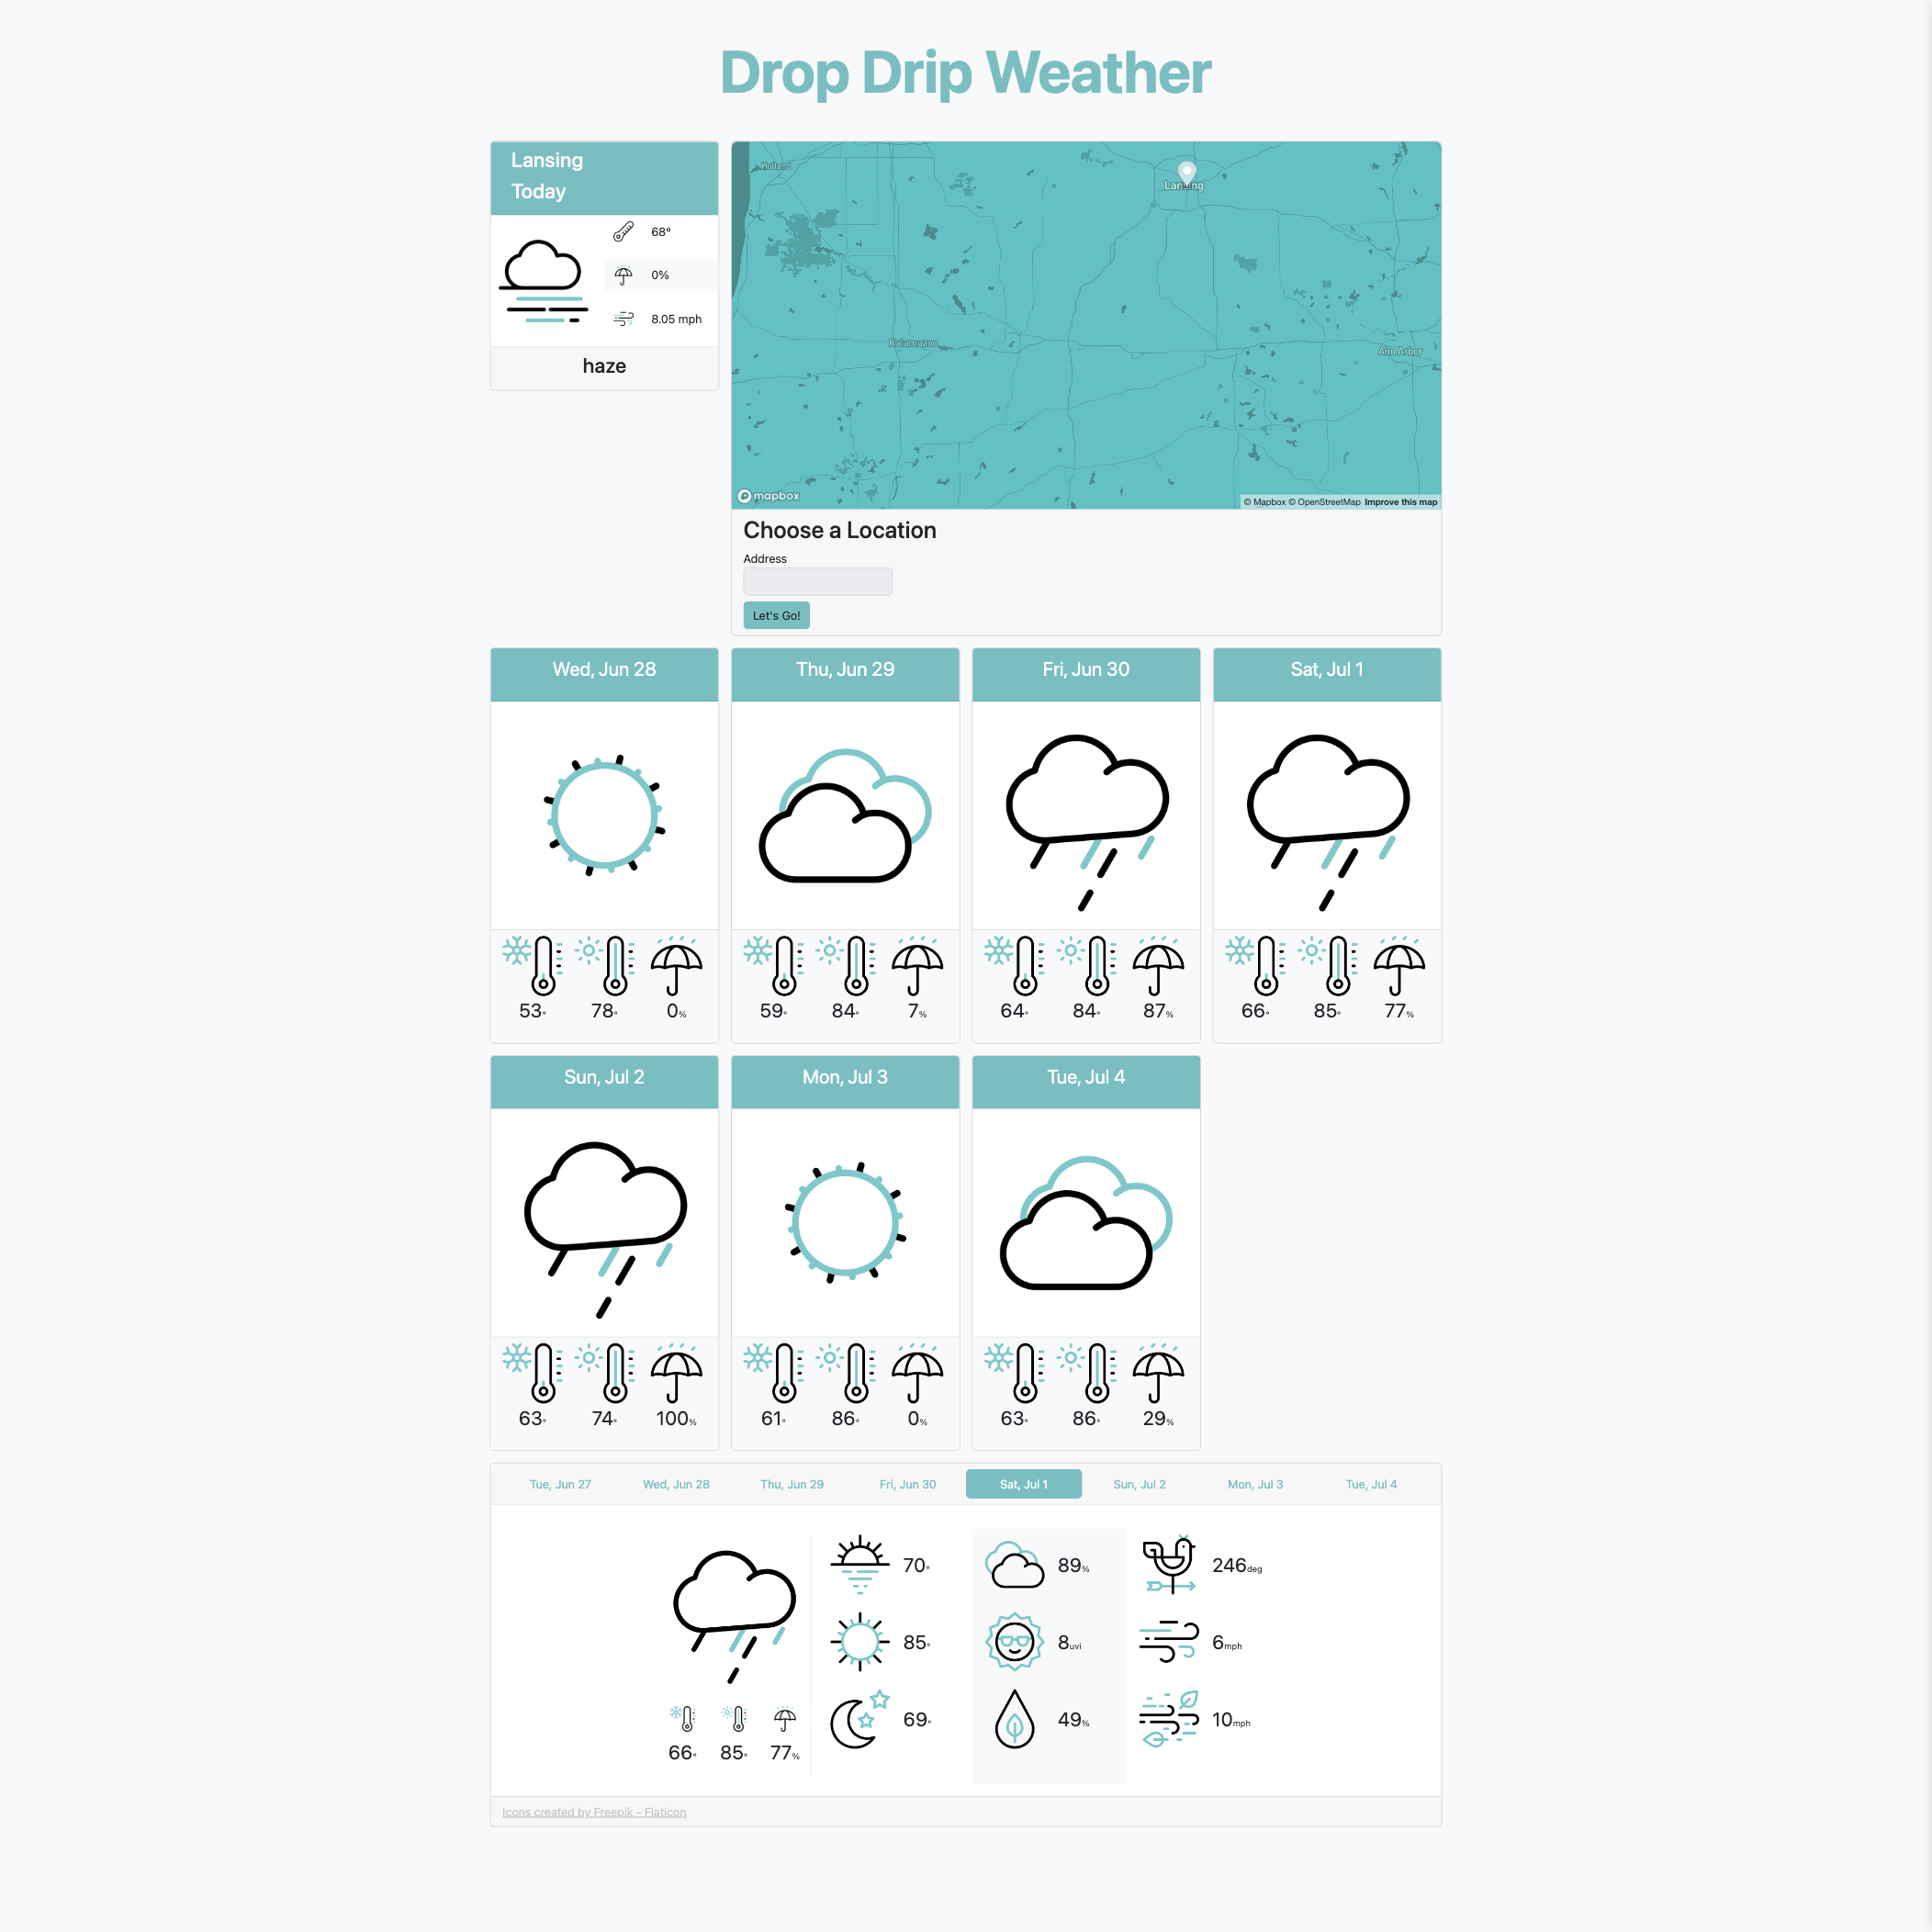 Drop Drip Weather
Lansing
Today
68°
0%
8.05 mph
haze
Holland
Lansing
Kalamazoo
Ann Arbor
mapbox
© Mapbox © OpenStreetMap Improve this map
Choose a Location
Address
Let's Go!
Wed, Jun 28
Thu, Jun 29
Fri, Jun 30
Sat, Jul 1
53° 78° 0%
59° 84° 7%
64° 84° 87%
66° 85° 77%
Sun, Jul 2
Mon, Jul 3
Tue, Jul 4
63° 74° 100%
61° 86° 0%
63° 86° 29%
Tue, Jun 27 Wed, Jun 28 Thu, Jun 29 Fri, Jun 30 Sat, Jul 1 Sun, Jul 2 Mon, Jul 3 Tue, Jul 4
66° 85° 77%
70°
85°
69°
89%
8uvi
49%
246deg
6mph
10mph
Icons created by Freepik - Flaticon